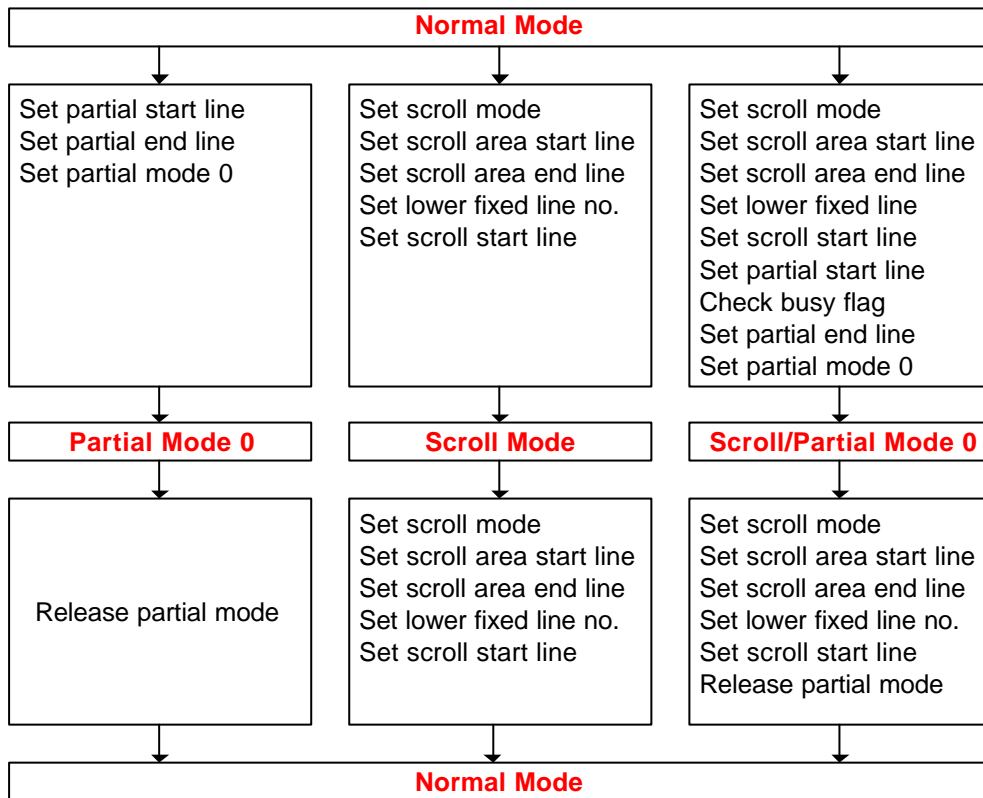 Normal Mode
Set partial start line
Set partial end line
Set partial mode 0
Set scroll mode
Set scroll area start line
Set scroll area end line
Set lower fixed line no.
Set scroll start line
Set scroll mode
Set scroll area start line
Set scroll area end line
Set lower fixed line
Set scroll start line
Set partial start line
Check busy flag
Set partial end line
Set partial mode 0
Partial Mode 0
Scroll Mode
Scroll/Partial Mode 0
Release partial mode
Set scroll mode
Set scroll area start line
Set scroll area end line
Set lower fixed line no.
Set scroll start line
Set scroll mode
Set scroll area start line
Set scroll area end line
Set lower fixed line no.
Set scroll start line
Release partial mode
Normal Mode